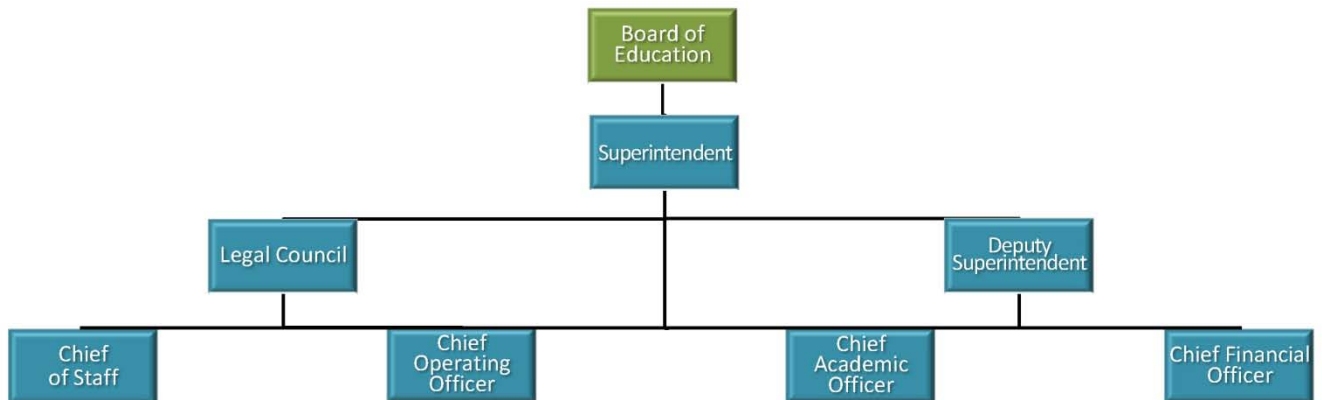 Board of
Education
Superintendent
Legal Council
Deputy
Superintendent
Chief
of Staff
Chief
Operating
Officer
Chief
Academic
Officer
Chief Financial
Officer